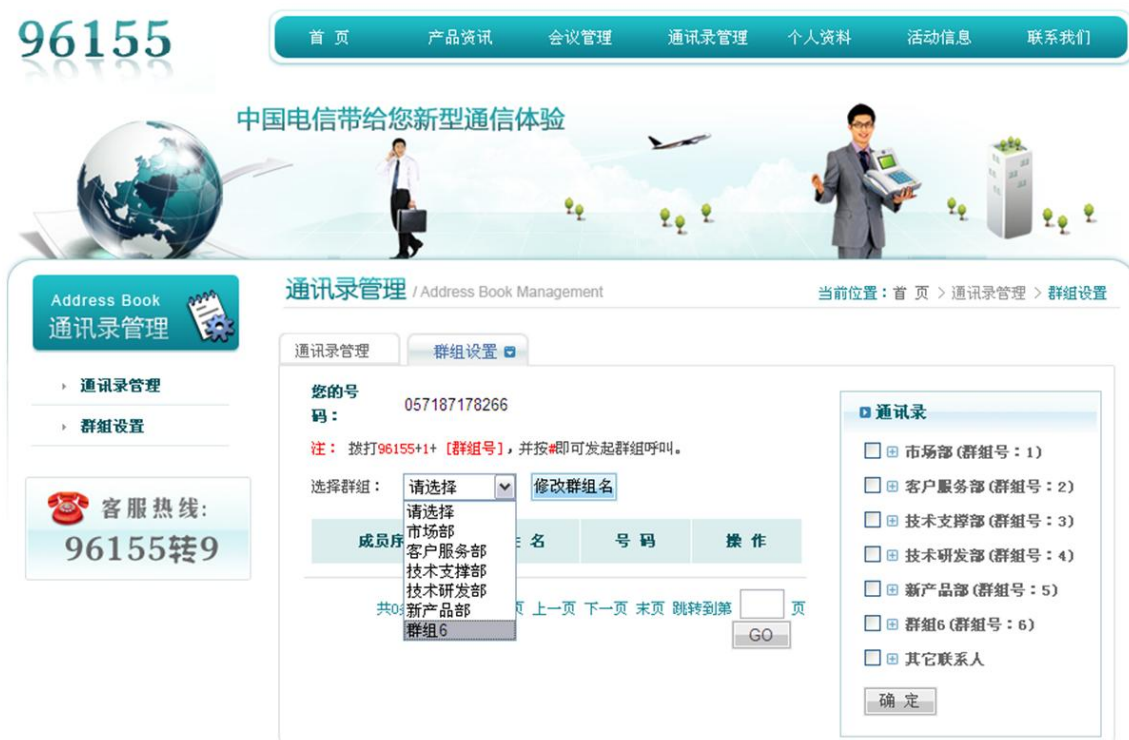 96155
首 页 产品资讯 会议管理 通讯录管理 个人资料 活动信息 联系我们
中国电信带给您新型通信体验
Address Book
通讯录管理
通讯录管理 / Address Book Management
当前位置：首 页 > 通讯录管理 > 群组设置
通讯录管理
群组设置
通讯录管理 群组设置
您的号
码：
057187178266
注： 拨打96155+1+ [群组号]，并按#即可发起群组呼叫。
选择群组： 请选择 修改群组名
请选择
市场部
客户服务部
技术支撑部
技术研发部
新产品部
群组6
成员序 名 号 码 操 作
共0 页 上一页 下一页 末页 跳转到第 页
GO
客服热线:
96155转9
通讯录
市场部(群组号：1)
客户服务部(群组号：2)
技术支撑部(群组号：3)
技术研发部(群组号：4)
新产品部(群组号：5)
群组6(群组号：6)
其它联系人
确 定